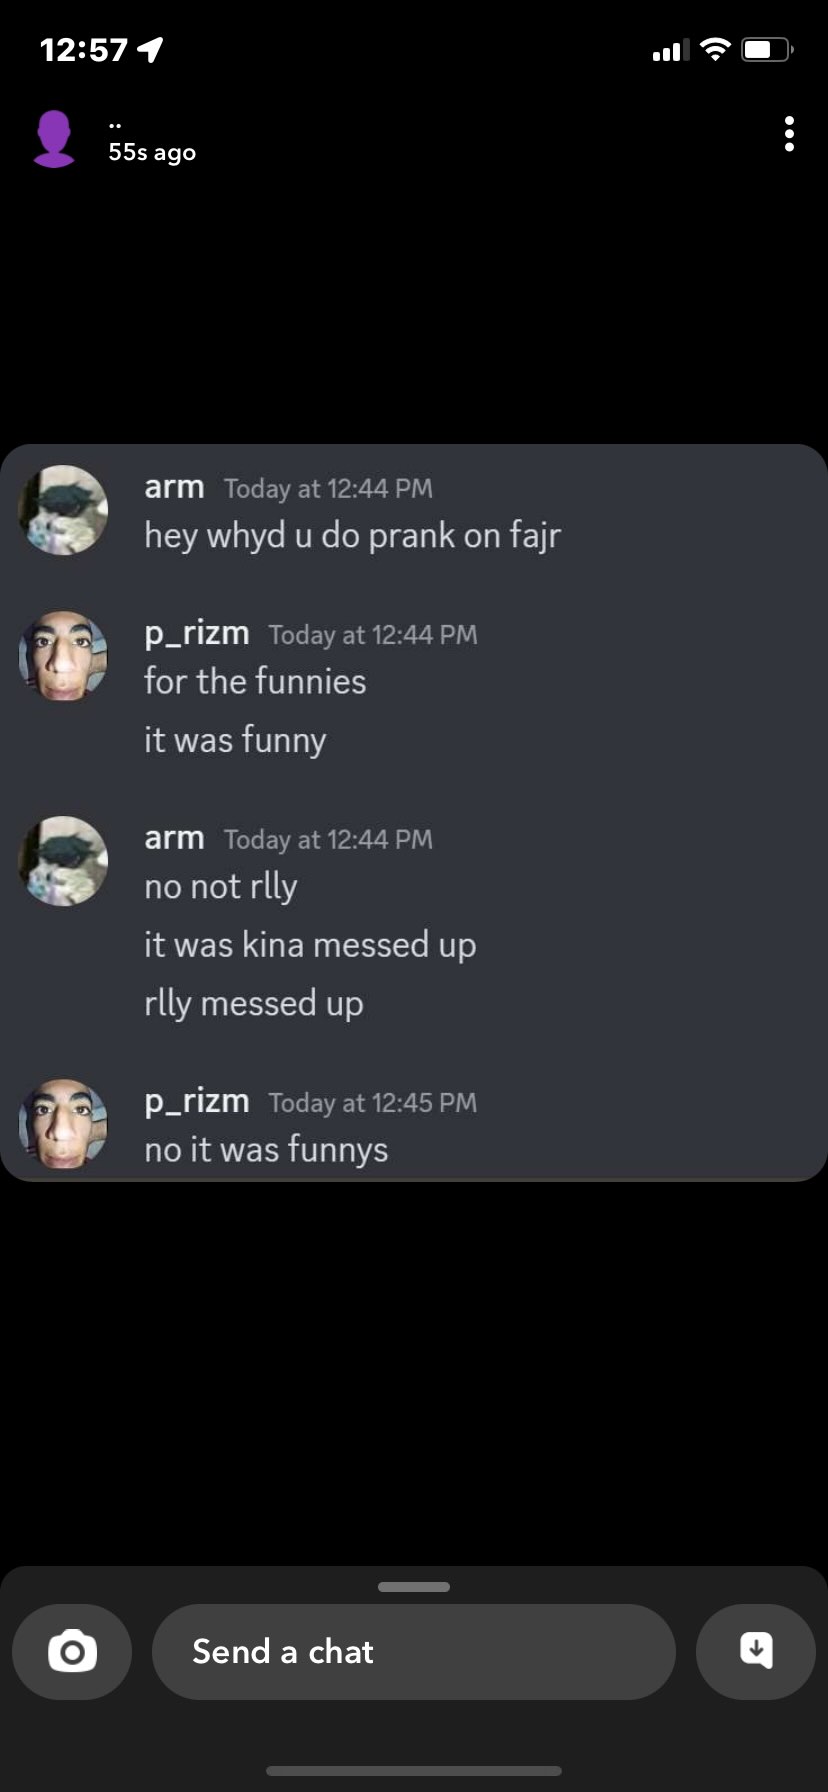 12:57
..
55s ago
arm Today at 12:44 PM
hey whyd u do prank on fajr
p_rizm Today at 12:44 PM
for the funnies
it was funny
arm Today at 12:44 PM
no not rlly
it was kina messed up
rlly messed up
p_rizm Today at 12:45 PM
no it was funnys
Send a chat